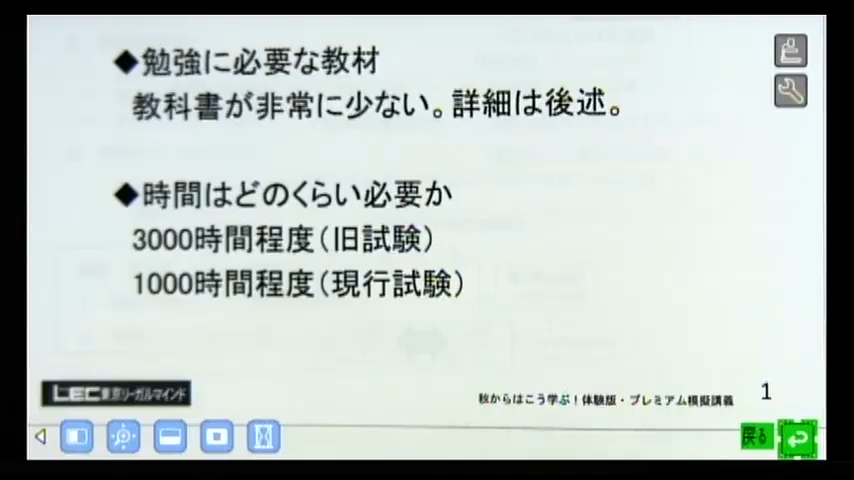 ◆勉強に必要な教材
教科書が非常に少ない。詳細は後述。
◆時間はどのくらい必要か
3000時間程度(旧試験)
1000時間程度(現行試験)
LEC東京リーガルマインド
秋からはこう学ぶ!体験版・プレミアム模擬講義
1
戻る